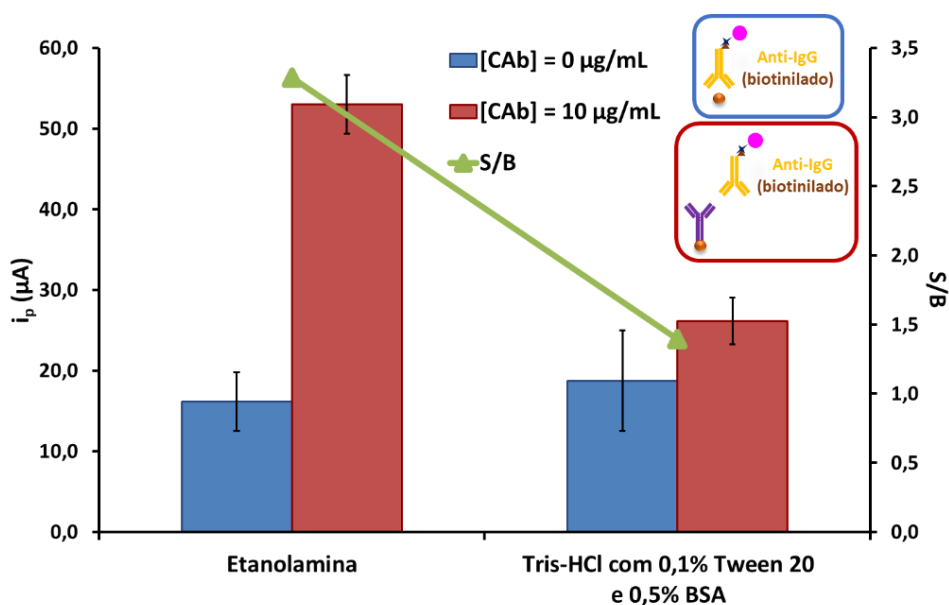 60,0
50,0
40,0
30,0
20,0
10,0
0,0
iₚ (µA)
[CAb] = 0 µg/mL
[CAb] = 10 µg/mL
S/B
Anti-IgG
(biotinilado)
Anti-IgG
(biotinilado)
3,5
3,0
2,5
2,0
1,5
1,0
0,5
0,0
S/B
Etanolamina
Tris-HCl com 0,1% Tween 20
e 0,5% BSA